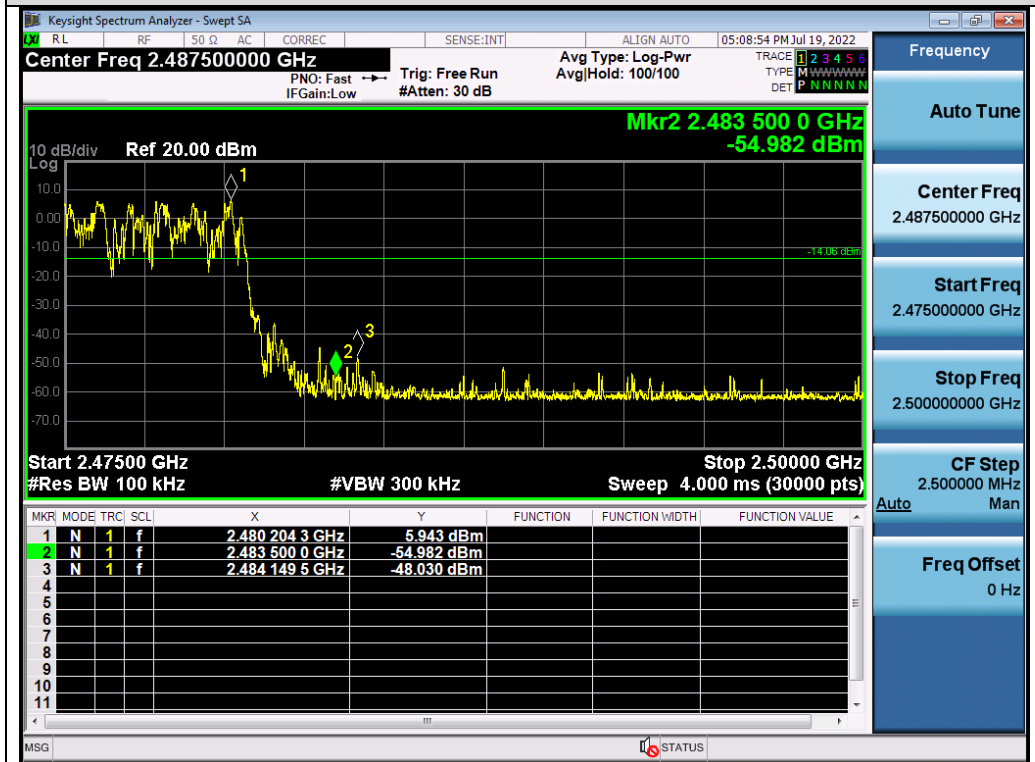 Keysight Spectrum Analyzer - Swept SA
LXI RL RF 50 Ω AC CORREC SENSE:INT ALIGN AUTO 05:08:54 PM Jul 19, 2022
Center Freq 2.487500000 GHz
PNO: Fast
IFGain:Low
Trig: Free Run
#Atten: 30 dB
Avg Type: Log-Pwr
Avg|Hold: 100/100
TRACE 1 2 3 4 5 6
TYPE M WWWWW
DET P N N N N N
Mkr2 2.483 500 0 GHz
-54.982 dBm
10 dB/div Ref 20.00 dBm
Log
10.0
0.00
-10.0
-20.0
-30.0
-40.0
-50.0
-60.0
-70.0
1
2
3
-14.06 dBm
Start 2.47500 GHz Stop 2.50000 GHz
#Res BW 100 kHz #VBW 300 kHz Sweep 4.000 ms (30000 pts)
MKR MODE TRC SCL X Y FUNCTION FUNCTION WIDTH FUNCTION VALUE
1 N 1 f 2.480 204 3 GHz 5.943 dBm
2 N 1 f 2.483 500 0 GHz -54.982 dBm
3 N 1 f 2.484 149 5 GHz -48.030 dBm
4
5
6
7
8
9
10
11
MSG STATUS
Frequency
Auto Tune
Center Freq
2.487500000 GHz
Start Freq
2.475000000 GHz
Stop Freq
2.500000000 GHz
CF Step
2.500000 MHz
Auto Man
Freq Offset
0 Hz